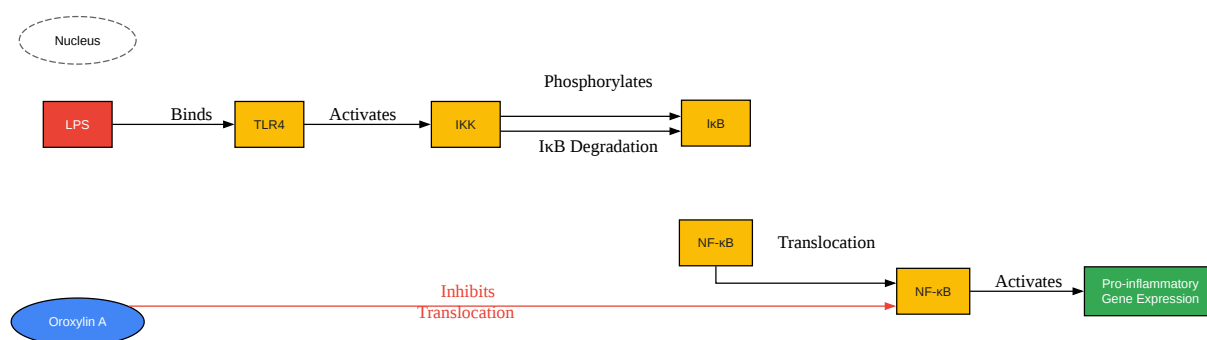 Nucleus
Phosphorylates
LPS
Binds
TLR4
Activates
IKK
IκB
IκB Degradation
NF-κB
Translocation
Inhibits
Translocation
NF-κB
Activates
Pro-inflammatory
Gene Expression
Oroxylin A